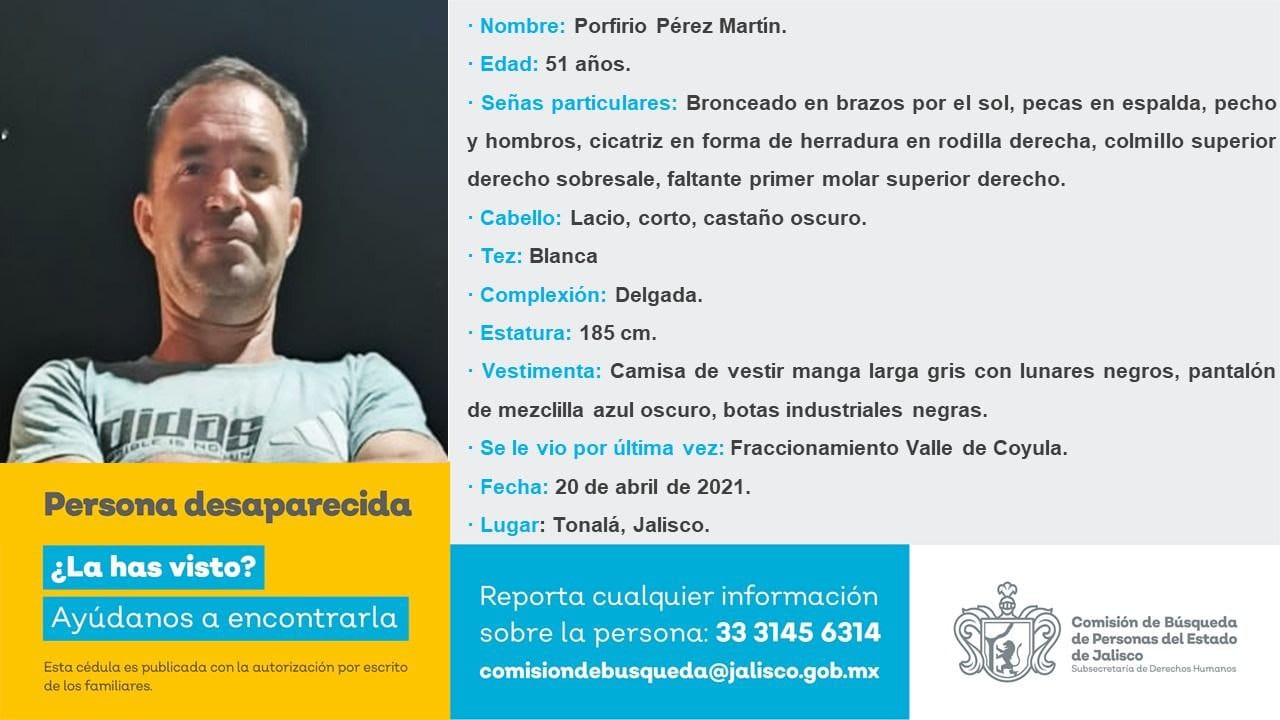 · Nombre: Porfirio Pérez Martín.
· Edad: 51 años.
· Señas particulares: Bronceado en brazos por el sol, pecas en espalda, pecho
y hombros, cicatriz en forma de herradura en rodilla derecha, colmillo superior
derecho sobresale, faltante primer molar superior derecho.
· Cabello: Lacio, corto, castaño oscuro.
· Tez: Blanca
· Complexión: Delgada.
· Estatura: 185 cm.
· Vestimenta: Camisa de vestir manga larga gris con lunares negros, pantalón
de mezclilla azul oscuro, botas industriales negras.
· Se le vio por última vez: Fraccionamiento Valle de Coyula.
· Fecha: 20 de abril de 2021.
· Lugar: Tonalá, Jalisco.
didas
IS NO
Persona desaparecida
¿La has visto?
Ayúdanos a encontrarla
Esta cédula es publicada con la autorización por escrito
de los familiares.
Reporta cualquier información
sobre la persona: 33 3145 6314
comisiondebusqueda@jalisco.gob.mx
Comisión de Búsqueda
de Personas del Estado
de Jalisco
Subsecretaría de Derechos Humanos